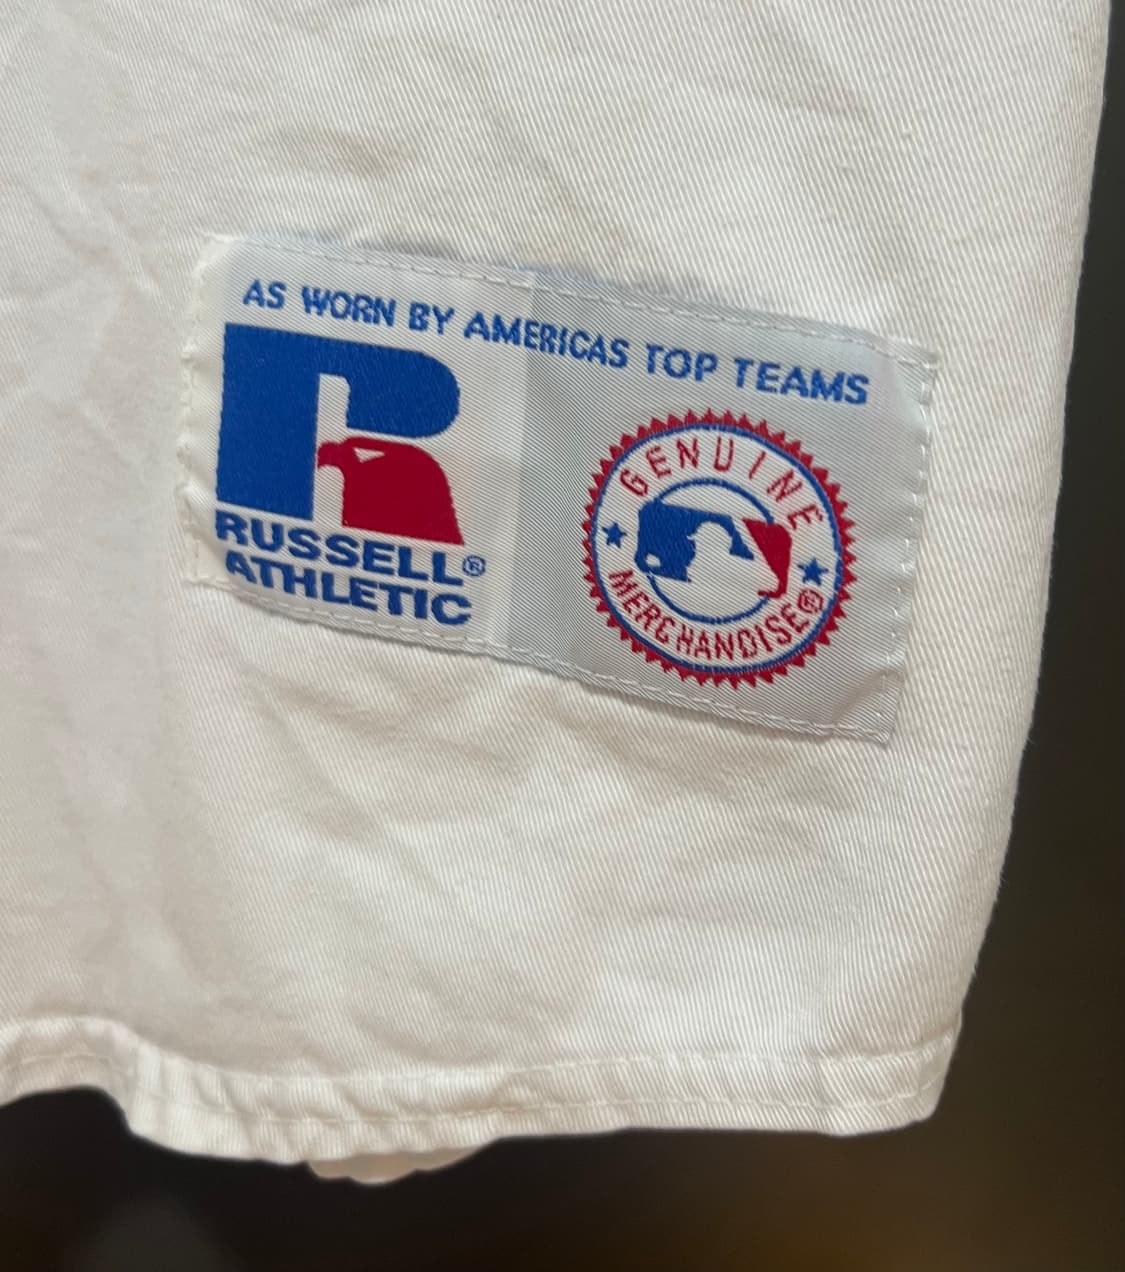 AS WORN BY AMERICAS TOP TEAMS
RUSSELL®
ATHLETIC
GENUINE
MERCHANDISE®